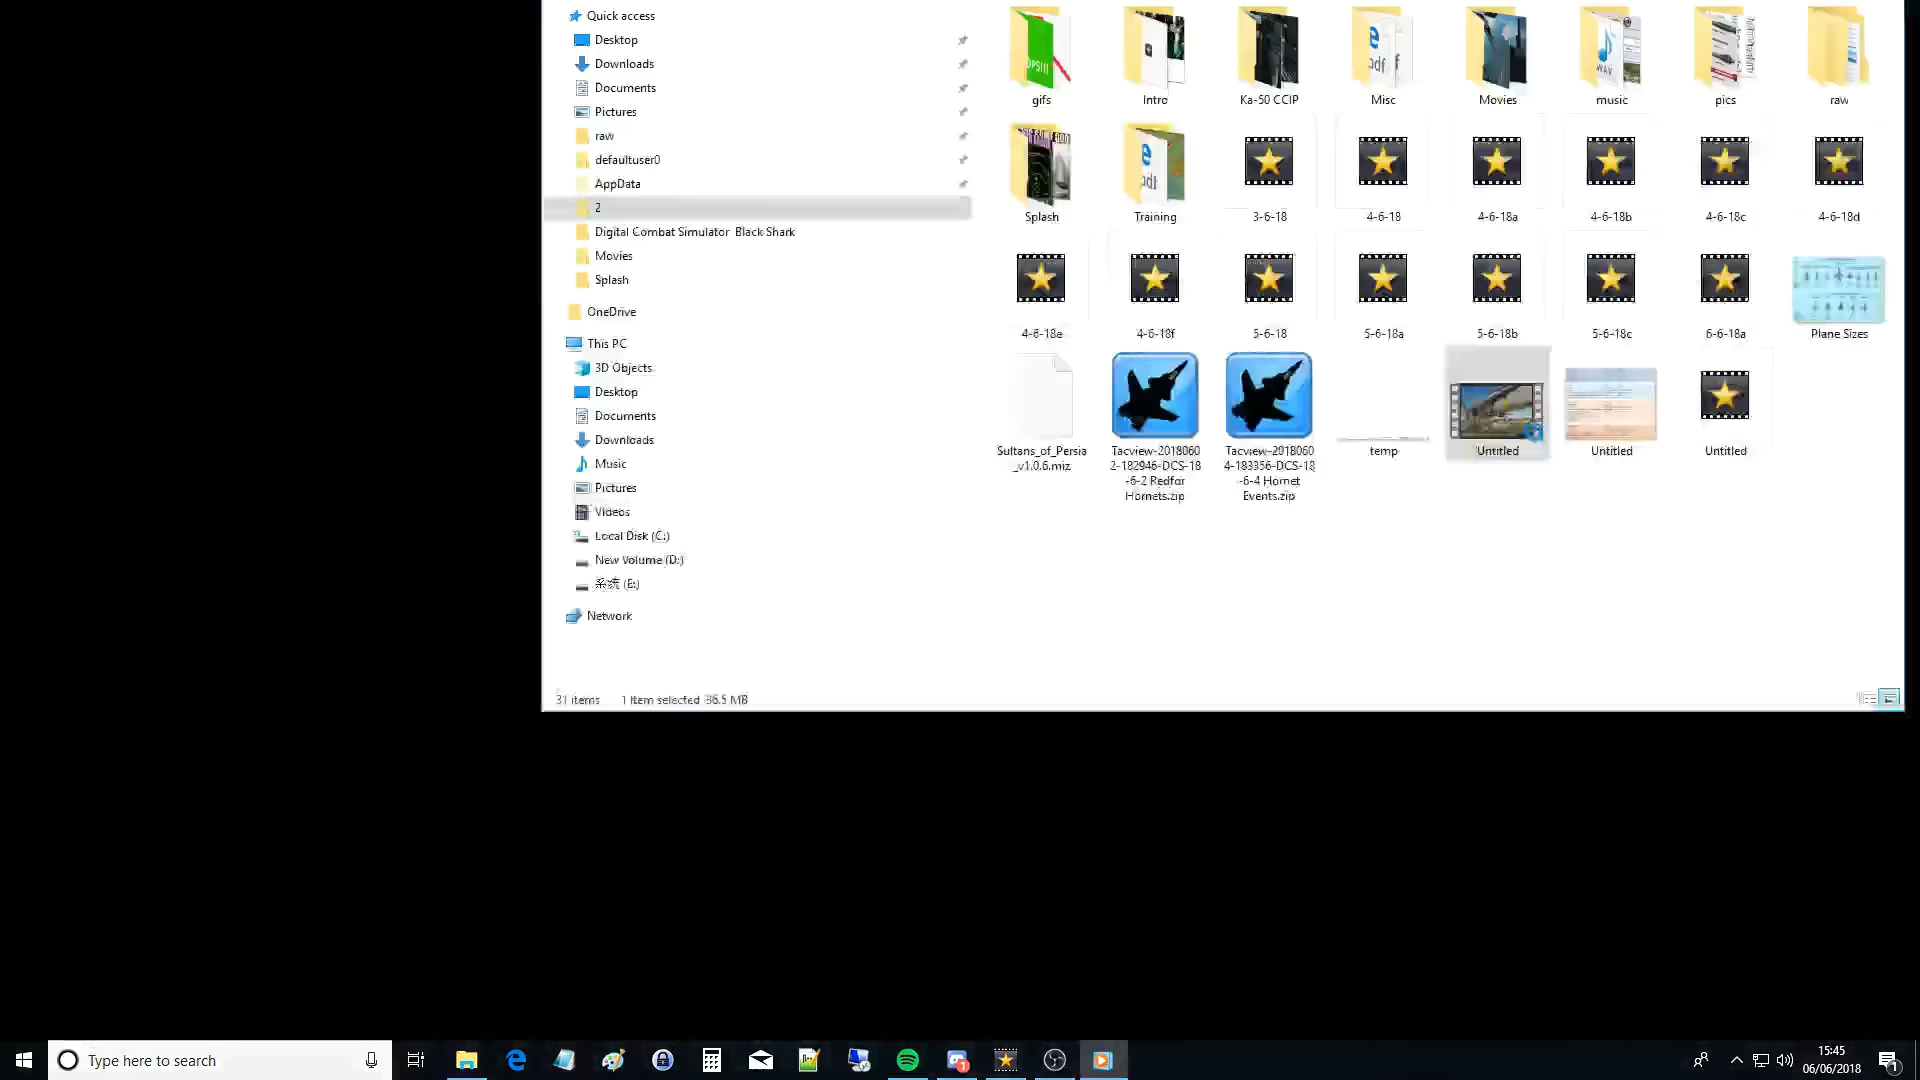 Quick access
Desktop
Downloads
Documents
Pictures
raw
defaultuser0
AppData
2
Digital Combat Simulator Black Shark
Movies
Splash
OneDrive
This PC
3D Objects
Desktop
Documents
Downloads
Music
Pictures
Videos
Local Disk (C:)
New Volume (D:)
系统 (E:)
Network
gifs Intro Ka-50 CCIP Misc Movies music pics raw
Splash Training 3-6-18 4-6-18 4-6-18a 4-6-18b 4-6-18c 4-6-18d
4-6-18e 4-6-18f 5-6-18 5-6-18a 5-6-18b 5-6-18c 6-6-18a Plane Sizes
Sultans_of_Persia
_v1.0.6.miz
Tacview-2018060
2-182946-DCS-18
-6-2 Redfor
Hornets.zip
Tacview-2018060
4-183356-DCS-18
-6-4 Hornet
Events.zip
temp
Untitled
Untitled
Untitled
31 items 1 item selected 86.5 MB
Type here to search
15:45
06/06/2018